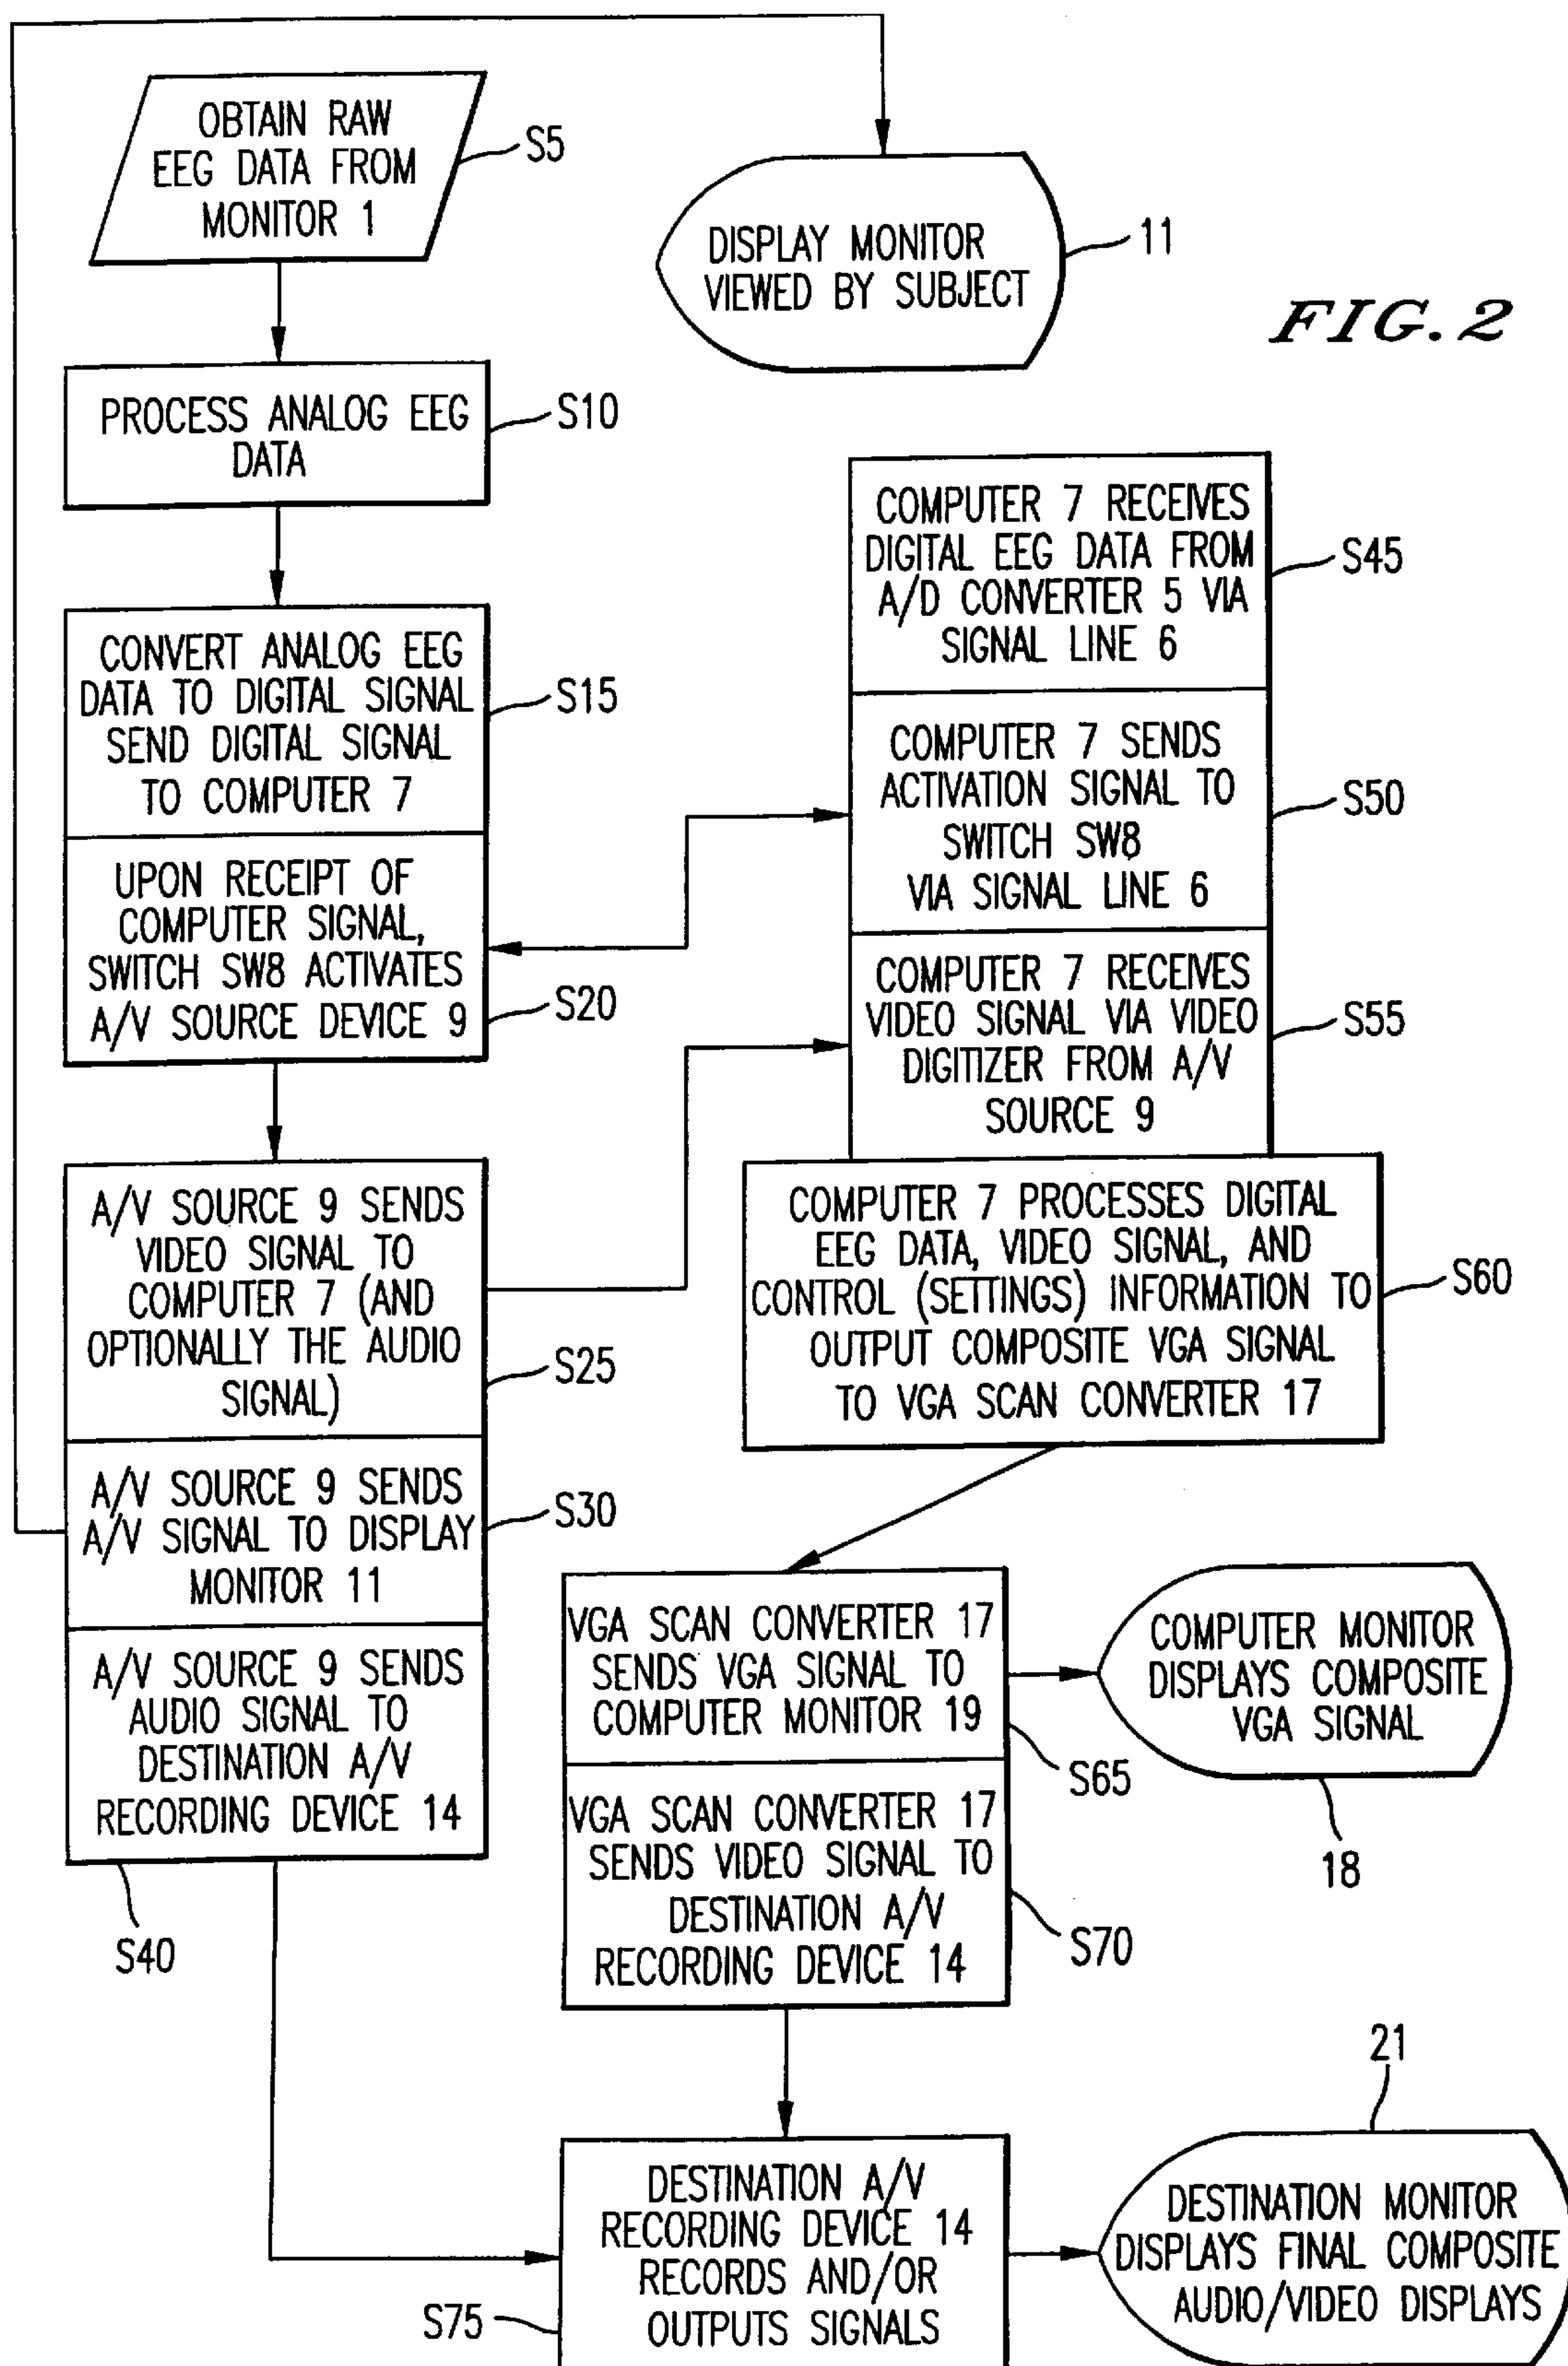 OBTAIN RAW
EEG DATA FROM
MONITOR 1
S5
DISPLAY MONITOR
VIEWED BY SUBJECT
11
FIG. 2
PROCESS ANALOG EEG
DATA
S10
CONVERT ANALOG EEG
DATA TO DIGITAL SIGNAL
SEND DIGITAL SIGNAL
TO COMPUTER 7
S15
UPON RECEIPT OF
COMPUTER SIGNAL,
SWITCH SW8 ACTIVATES
A/V SOURCE DEVICE 9
S20
A/V SOURCE 9 SENDS
VIDEO SIGNAL TO
COMPUTER 7 (AND
OPTIONALLY THE AUDIO
SIGNAL)
S25
A/V SOURCE 9 SENDS
A/V SIGNAL TO DISPLAY
MONITOR 11
S30
A/V SOURCE 9 SENDS
AUDIO SIGNAL TO
DESTINATION A/V
RECORDING DEVICE 14
S40
COMPUTER 7 RECEIVES
DIGITAL EEG DATA FROM
A/D CONVERTER 5 VIA
SIGNAL LINE 6
S45
COMPUTER 7 SENDS
ACTIVATION SIGNAL TO
SWITCH SW8
VIA SIGNAL LINE 6
S50
COMPUTER 7 RECEIVES
VIDEO SIGNAL VIA VIDEO
DIGITIZER FROM A/V
SOURCE 9
S55
COMPUTER 7 PROCESSES DIGITAL
EEG DATA, VIDEO SIGNAL, AND
CONTROL (SETTINGS) INFORMATION TO
OUTPUT COMPOSITE VGA SIGNAL
TO VGA SCAN CONVERTER 17
S60
VGA SCAN CONVERTER 17
SENDS VGA SIGNAL TO
COMPUTER MONITOR 19
S65
COMPUTER MONITOR
DISPLAYS COMPOSITE
VGA SIGNAL
18
VGA SCAN CONVERTER 17
SENDS VIDEO SIGNAL TO
DESTINATION A/V
RECORDING DEVICE 14
S70
DESTINATION A/V
RECORDING DEVICE 14
RECORDS AND/OR
OUTPUTS SIGNALS
S75
21
DESTINATION MONITOR
DISPLAYS FINAL COMPOSITE
AUDIO/VIDEO DISPLAYS